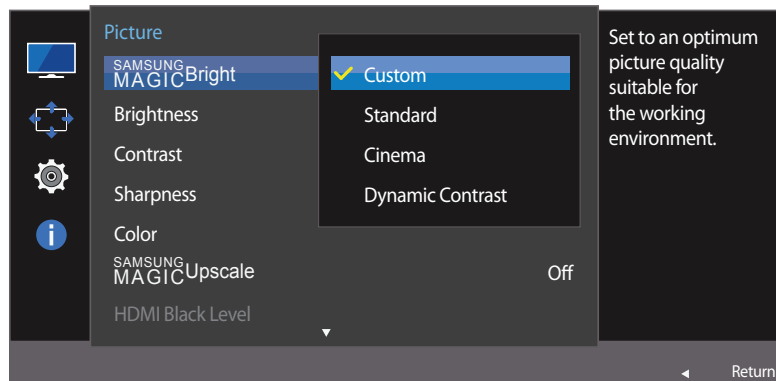 Picture
SAMSUNG MAGIC Bright
Custom
Brightness
Standard
Contrast
Cinema
Sharpness
Dynamic Contrast
Color
SAMSUNG MAGIC Upscale Off
HDMI Black Level
Set to an optimum
picture quality
suitable for
the working
environment.
Return